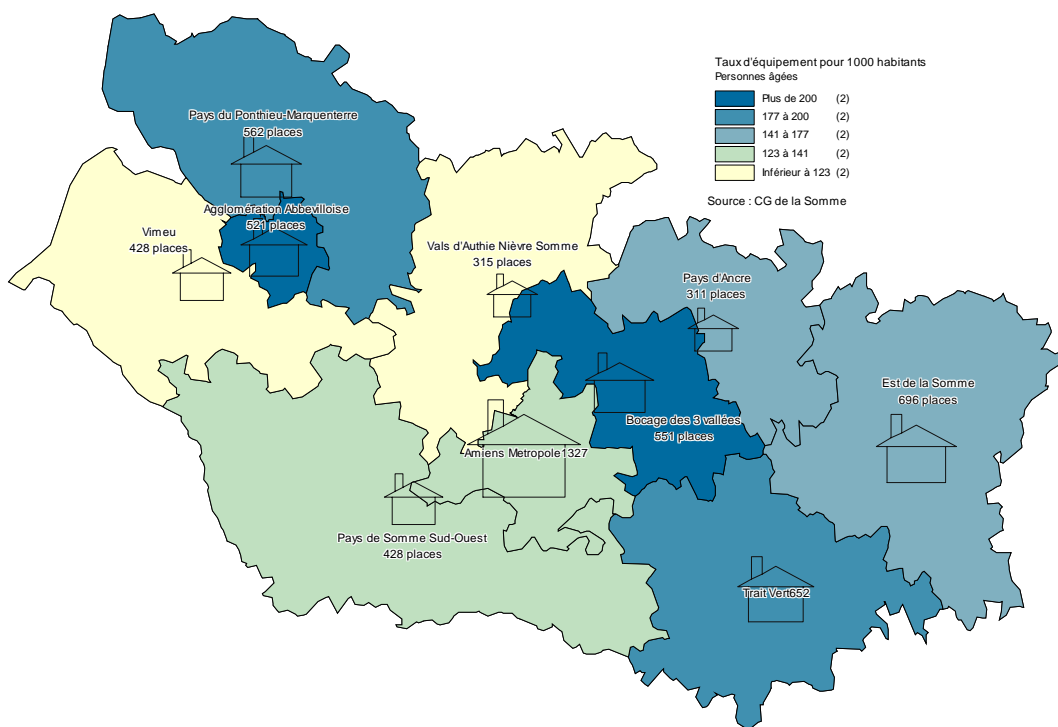 Taux d'équipement pour 1000 habitants
Personnes âgées
Plus de 200 (2)
177 à 200 (2)
141 à 177 (2)
123 à 141 (2)
Inférieur à 123 (2)
Source : CG de la Somme
Pays du Ponthieu-Marquenterre
562 places
Agglomération Abbevilloise
521 places
Vimeu
428 places
Vals d'Authie Nièvre Somme
315 places
Pays d'Ancre
311 places
Est de la Somme
696 places
Bocage des 3 vallées
551 places
Amiens Metropole1327
Pays de Somme Sud-Ouest
428 places
Trait Vert652